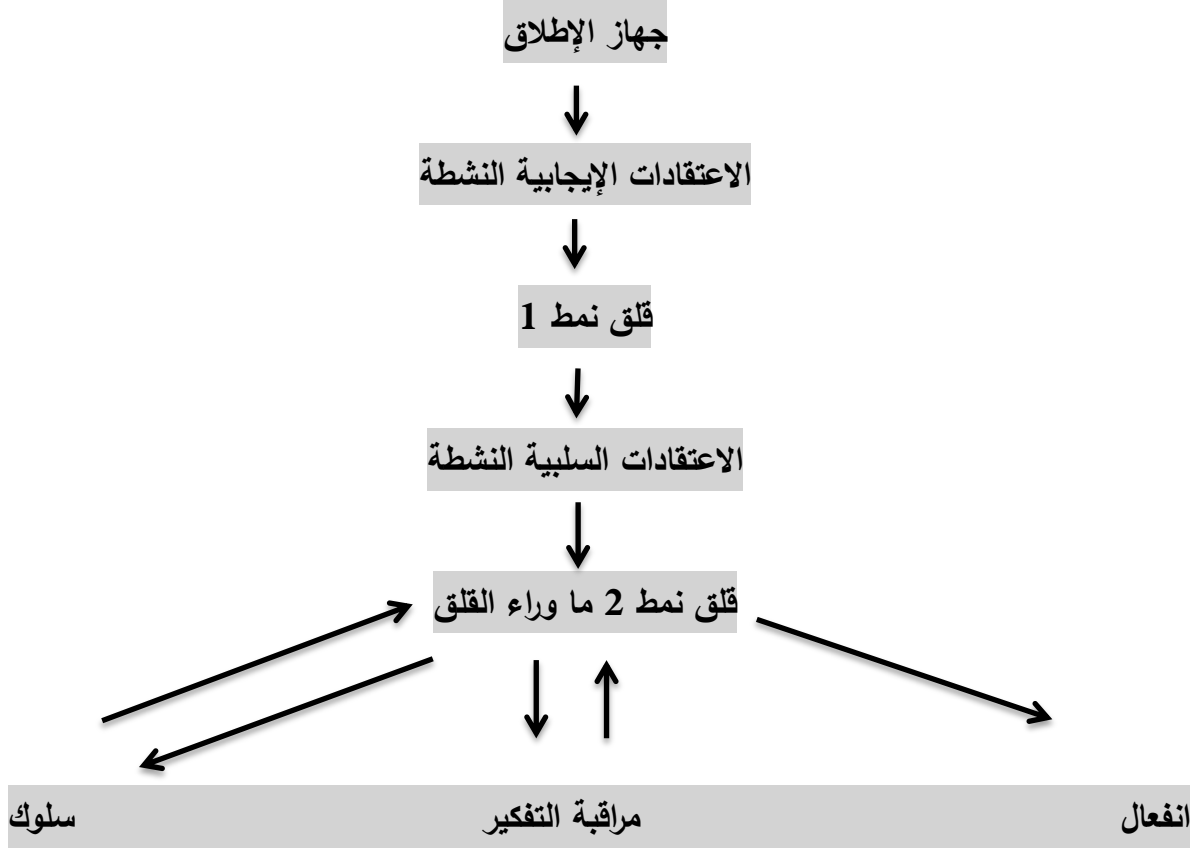 جهاز الإطلاق
الاعتقادات الإيجابية النشطة
قلق نمط 1
الاعتقادات السلبية النشطة
قلق نمط 2 ما وراء القلق
انفعال مراقبة التفكير سلوك